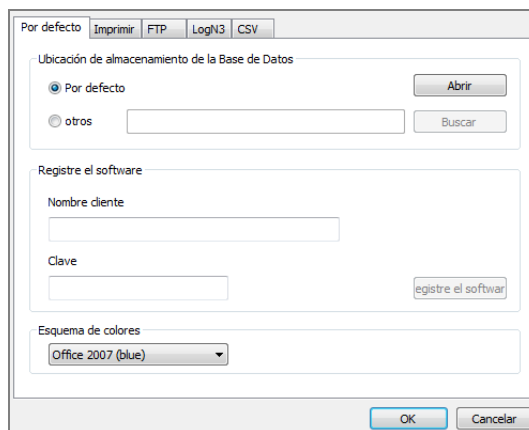 Por defecto Imprimir FTP LogN3 CSV
Ubicación de almacenamiento de la Base de Datos
Por defecto Abrir
otros Buscar
Registre el software
Nombre cliente
Clave
egistre el softwar
Esquema de colores
Office 2007 (blue)
OK Cancelar